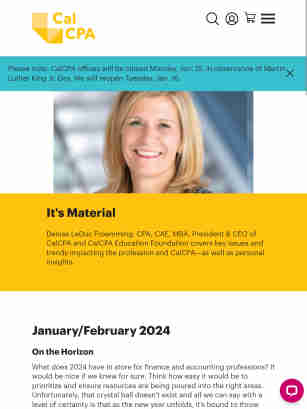 Cal
CPA
Please note: CalCPA offices will be closed Monday, Jan. 15, in observance of Martin
Luther King Jr. Day. We will reopen Tuesday, Jan. 16.
It's Material
Denise LeDuc Froemming, CPA, CAE, MBA, President & CEO of
CalCPA and CalCPA Education Foundation covers key issues and
trends impacting the profession and CalCPA—as well as personal
insights.
January/February 2024
On the Horizon
What does 2024 have in store for finance and accounting professions? It
would be nice if we knew for sure. Think how easy it would be to
prioritize and ensure resources are being poured into the right areas.
Unfortunately, that crystal ball doesn't exist and all we can say with a
level of certainty is that as the new year unfolds, it's bound to throw